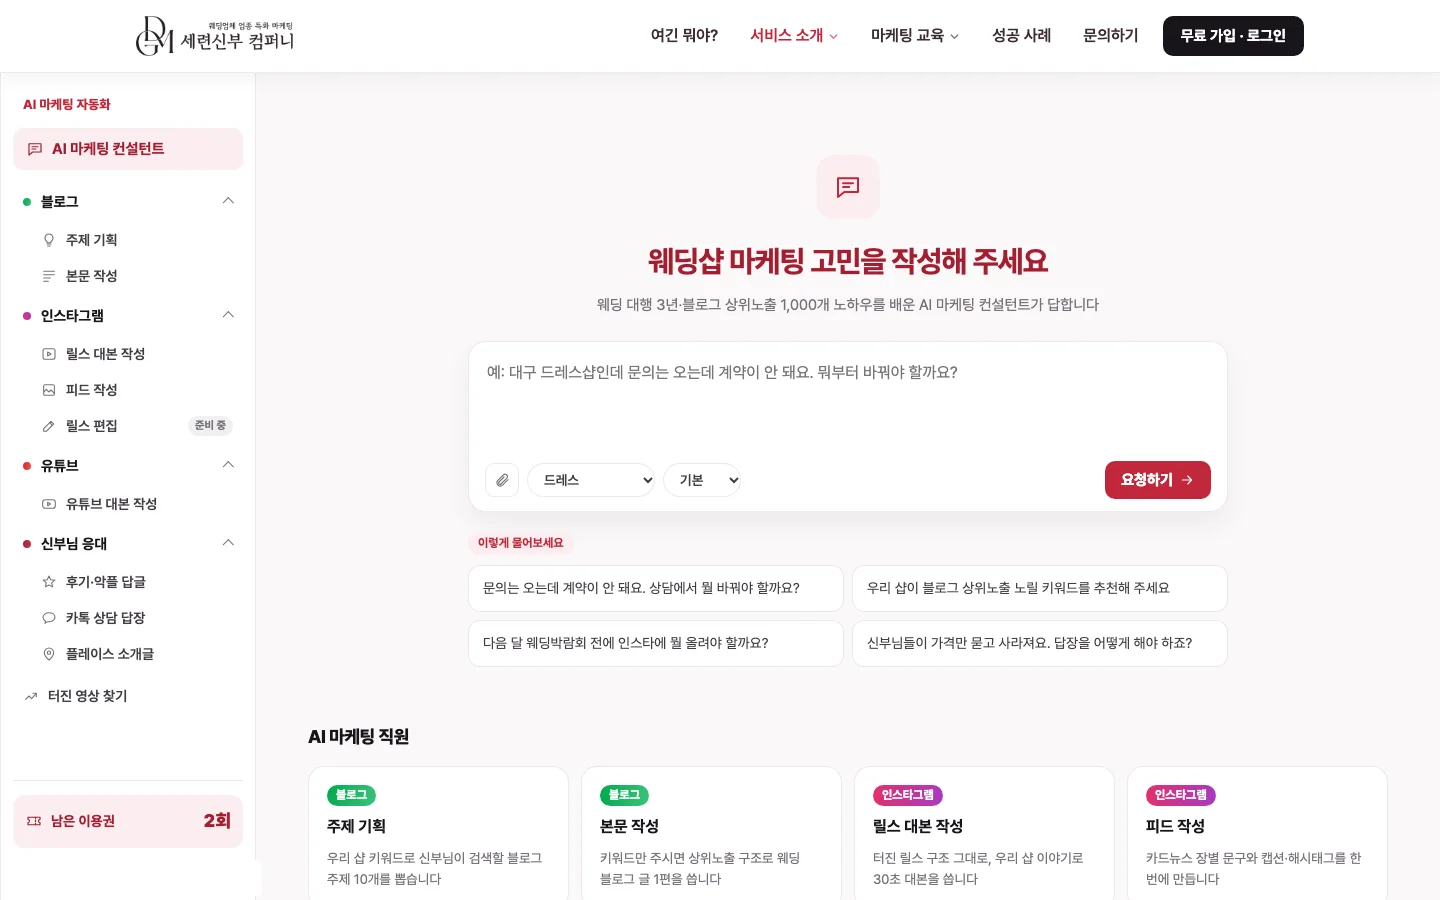 웨딩업체 업종 특화 마케팅
세련신부 컴퍼니
여긴 뭐야?
서비스 소개
마케팅 교육
성공 사례
문의하기
무료 가입 · 로그인
AI 마케팅 자동화
AI 마케팅 컨설턴트
블로그
주제 기획
본문 작성
인스타그램
릴스 대본 작성
피드 작성
릴스 편집
준비 중
유튜브
유튜브 대본 작성
신부님 응대
후기·악플 답글
카톡 상담 답장
플레이스 소개글
터진 영상 찾기
남은 이용권
2회
웨딩샵 마케팅 고민을 작성해 주세요
웨딩 대행 3년·블로그 상위노출 1,000개 노하우를 배운 AI 마케팅 컨설턴트가 답합니다
예: 대구 드레스샵인데 문의는 오는데 계약이 안 돼요. 뭐부터 바꿔야 할까요?
드레스
기본
요청하기
이렇게 물어보세요
문의는 오는데 계약이 안 돼요. 상담에서 뭘 바꿔야 할까요?
우리 샵이 블로그 상위노출 노릴 키워드를 추천해 주세요
다음 달 웨딩박람회 전에 인스타에 뭘 올려야 할까요?
신부님들이 가격만 묻고 사라져요. 답장을 어떻게 해야 하죠?
AI 마케팅 직원
블로그
주제 기획
우리 샵 키워드로 신부님이 검색할 블로그
주제 10개를 뽑습니다
블로그
본문 작성
키워드만 주시면 상위노출 구조로 웨딩
블로그 글 1편을 씁니다
인스타그램
릴스 대본 작성
터진 릴스 구조 그대로, 우리 샵 이야기로
30초 대본을 씁니다
인스타그램
피드 작성
카드뉴스 장별 문구와 캡션·해시태그를 한
번에 만듭니다